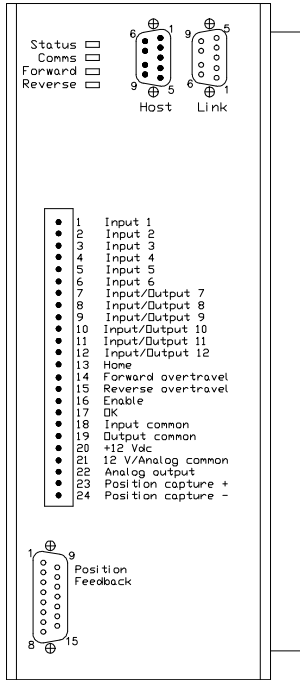 Status
Comms
Forward
Reverse
6 1 9 5
9 5 6 1
Host Link
1 Input 1
2 Input 2
3 Input 3
4 Input 4
5 Input 5
6 Input 6
7 Input/Output 7
8 Input/Output 8
9 Input/Output 9
10 Input/Output 10
11 Input/Output 11
12 Input/Output 12
13 Home
14 Forward overtravel
15 Reverse overtravel
16 Enable
17 OK
18 Input common
19 Output common
20 +12 Vdc
21 12 V/Analog common
22 Analog output
23 Position capture +
24 Position capture -
1 9
Position
Feedback
8 15